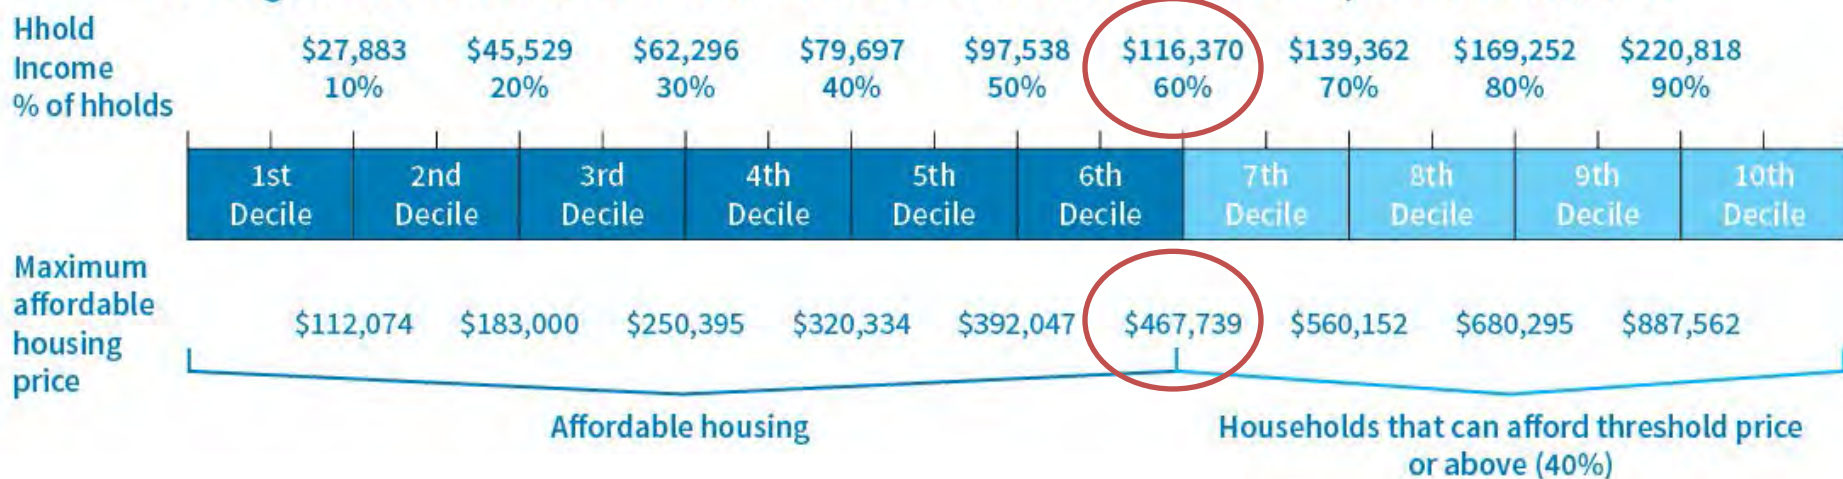 Hhold
Income
% of hholds
$27,883 $45,529 $62,296 $79,697 $97,538 $116,370 $139,362 $169,252 $220,818
10% 20% 30% 40% 50% 60% 70% 80% 90%
1st 2nd 3rd 4th 5th 6th 7th 8th 9th 10th
Decile Decile Decile Decile Decile Decile Decile Decile Decile Decile
Maximum
affordable
housing
price
$112,074 $183,000 $250,395 $320,334 $392,047 $467,739 $560,152 $680,295 $887,562
Affordable housing
Households that can afford threshold price
or above (40%)